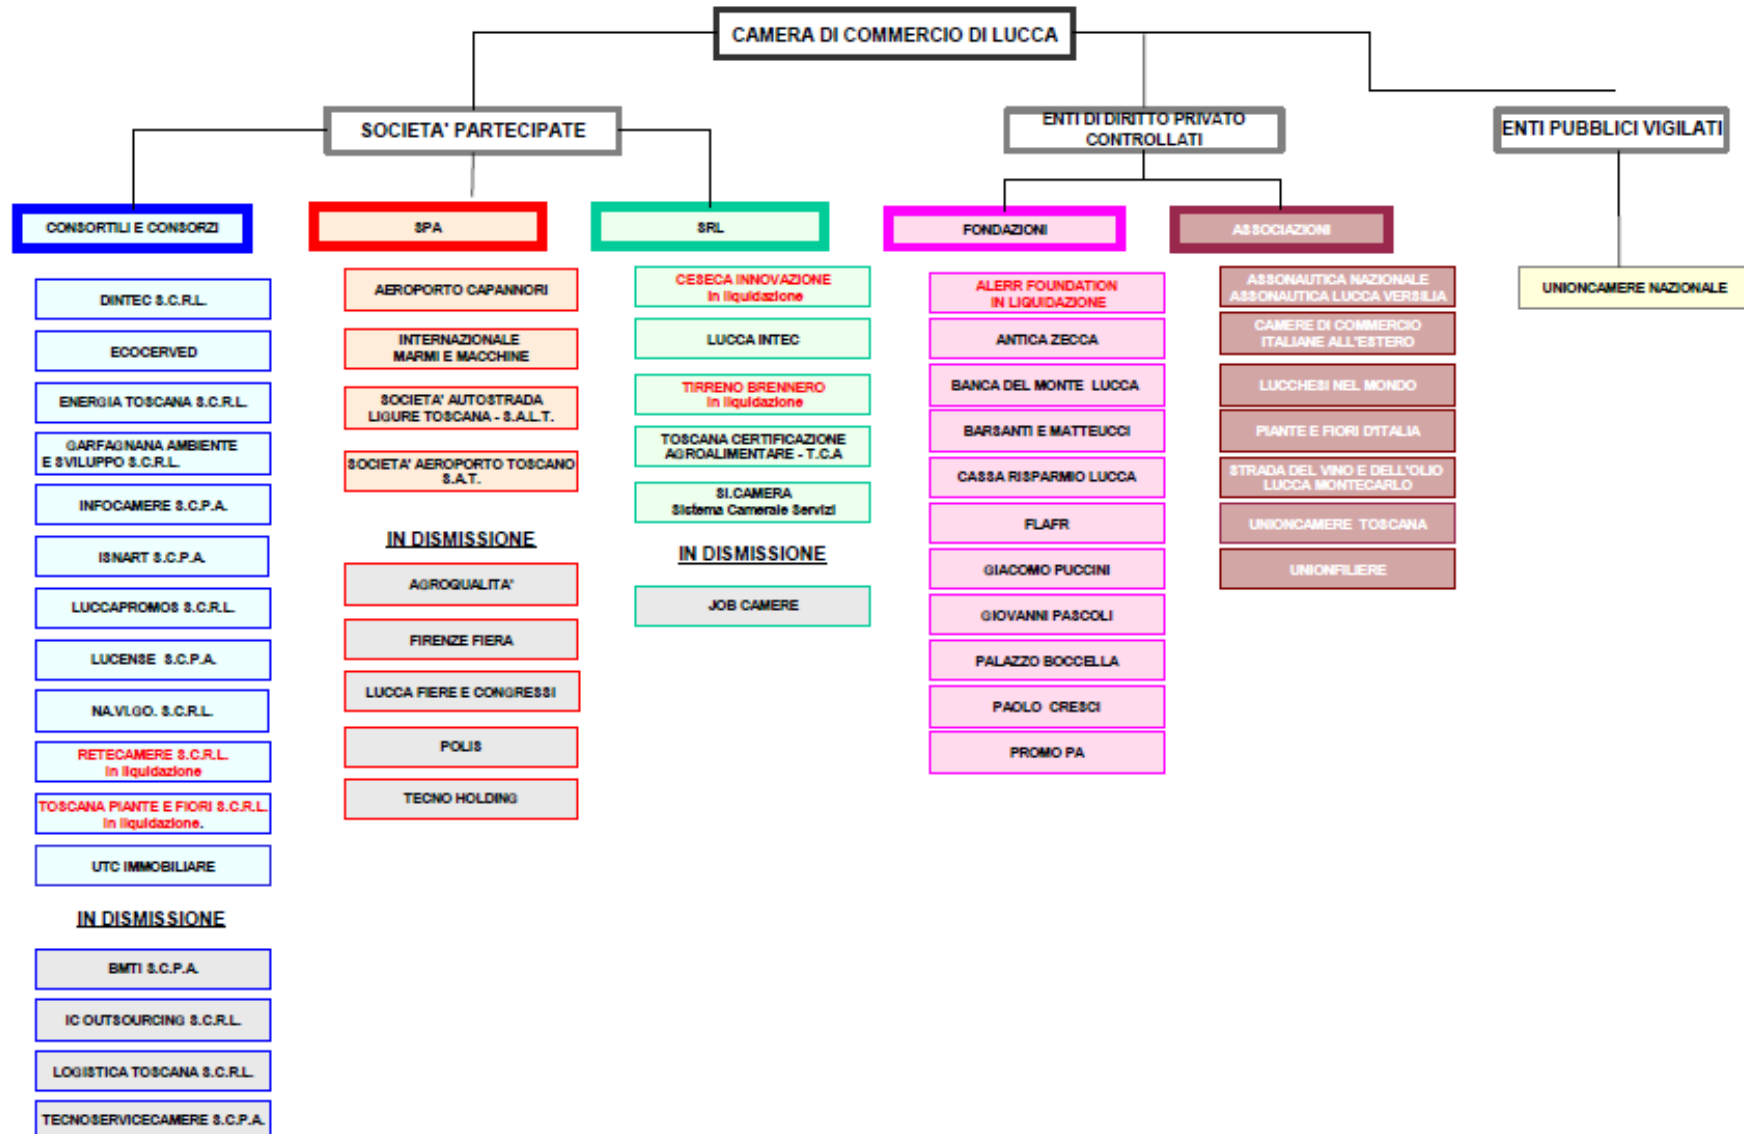 CAMERA DI COMMERCIO DI LUCCA
SOCIETA' PARTECIPATE
ENTI DI DIRITTO PRIVATO
CONTROLLATI
ENTI PUBBLICI VIGILATI
CONSORTILI E CONSORZI
DINTEC S.C.R.L.
ECOCERVED
ENERGIA TOSCANA S.C.R.L.
GARFAGNANA AMBIENTE
E SVILUPPO S.C.R.L.
INFOCAMERE S.C.P.A.
ISNART S.C.P.A.
LUCCAPROMOS S.C.R.L.
LUCENSE S.C.P.A.
NA.VI.GO. S.C.R.L.
RETECAMERE S.C.R.L.
In liquidazione
TOSCANA PIANTE E FIORI S.C.R.L.
In liquidazione.
UTC IMMOBILIARE
IN DISMISSIONE
BMTI S.C.P.A.
IC OUTSOURCING S.C.R.L.
LOGISTICA TOSCANA S.C.R.L.
TECNOSERVICECAMERE S.C.P.A.
SPA
AEROPORTO CAPANNORI
INTERNAZIONALE
MARMI E MACCHINE
SOCIETA' AUTOSTRADA
LIGURE TOSCANA - S.A.L.T.
SOCIETA' AEROPORTO TOSCANO
S.A.T.
IN DISMISSIONE
AGROQUALITA'
FIRENZE FIERA
LUCCA FIERE E CONGRESSI
POLIS
TECNO HOLDING
SRL
CESECA INNOVAZIONE
In liquidazione
LUCCA INTEC
TIRRENO BRENNERO
In liquidazione
TOSCANA CERTIFICAZIONE
AGROALIMENTARE - T.C.A
SI.CAMERA
Sistema Camerale Servizi
IN DISMISSIONE
JOB CAMERE
FONDAZIONI
ALERR FOUNDATION
IN LIQUIDAZIONE
ANTICA ZECCA
BANCA DEL MONTE LUCCA
BARSANTI E MATTEUCCI
CASSA RISPARMIO LUCCA
FLAFR
GIACOMO PUCCINI
GIOVANNI PASCOLI
PALAZZO BOCCELLA
PAOLO CRESCI
PROMO PA
ASSOCIAZIONI
ASSONAUTICA NAZIONALE
ASSONAUTICA LUCCA VERSILIA
CAMERE DI COMMERCIO
ITALIANE ALL'ESTERO
LUCCHESI NEL MONDO
PIANTE E FIORI D'ITALIA
STRADA DEL VINO E DELL'OLIO
LUCCA MONTECARLO
UNIONCAMERE TOSCANA
UNIONFILIERE
UNIONCAMERE NAZIONALE